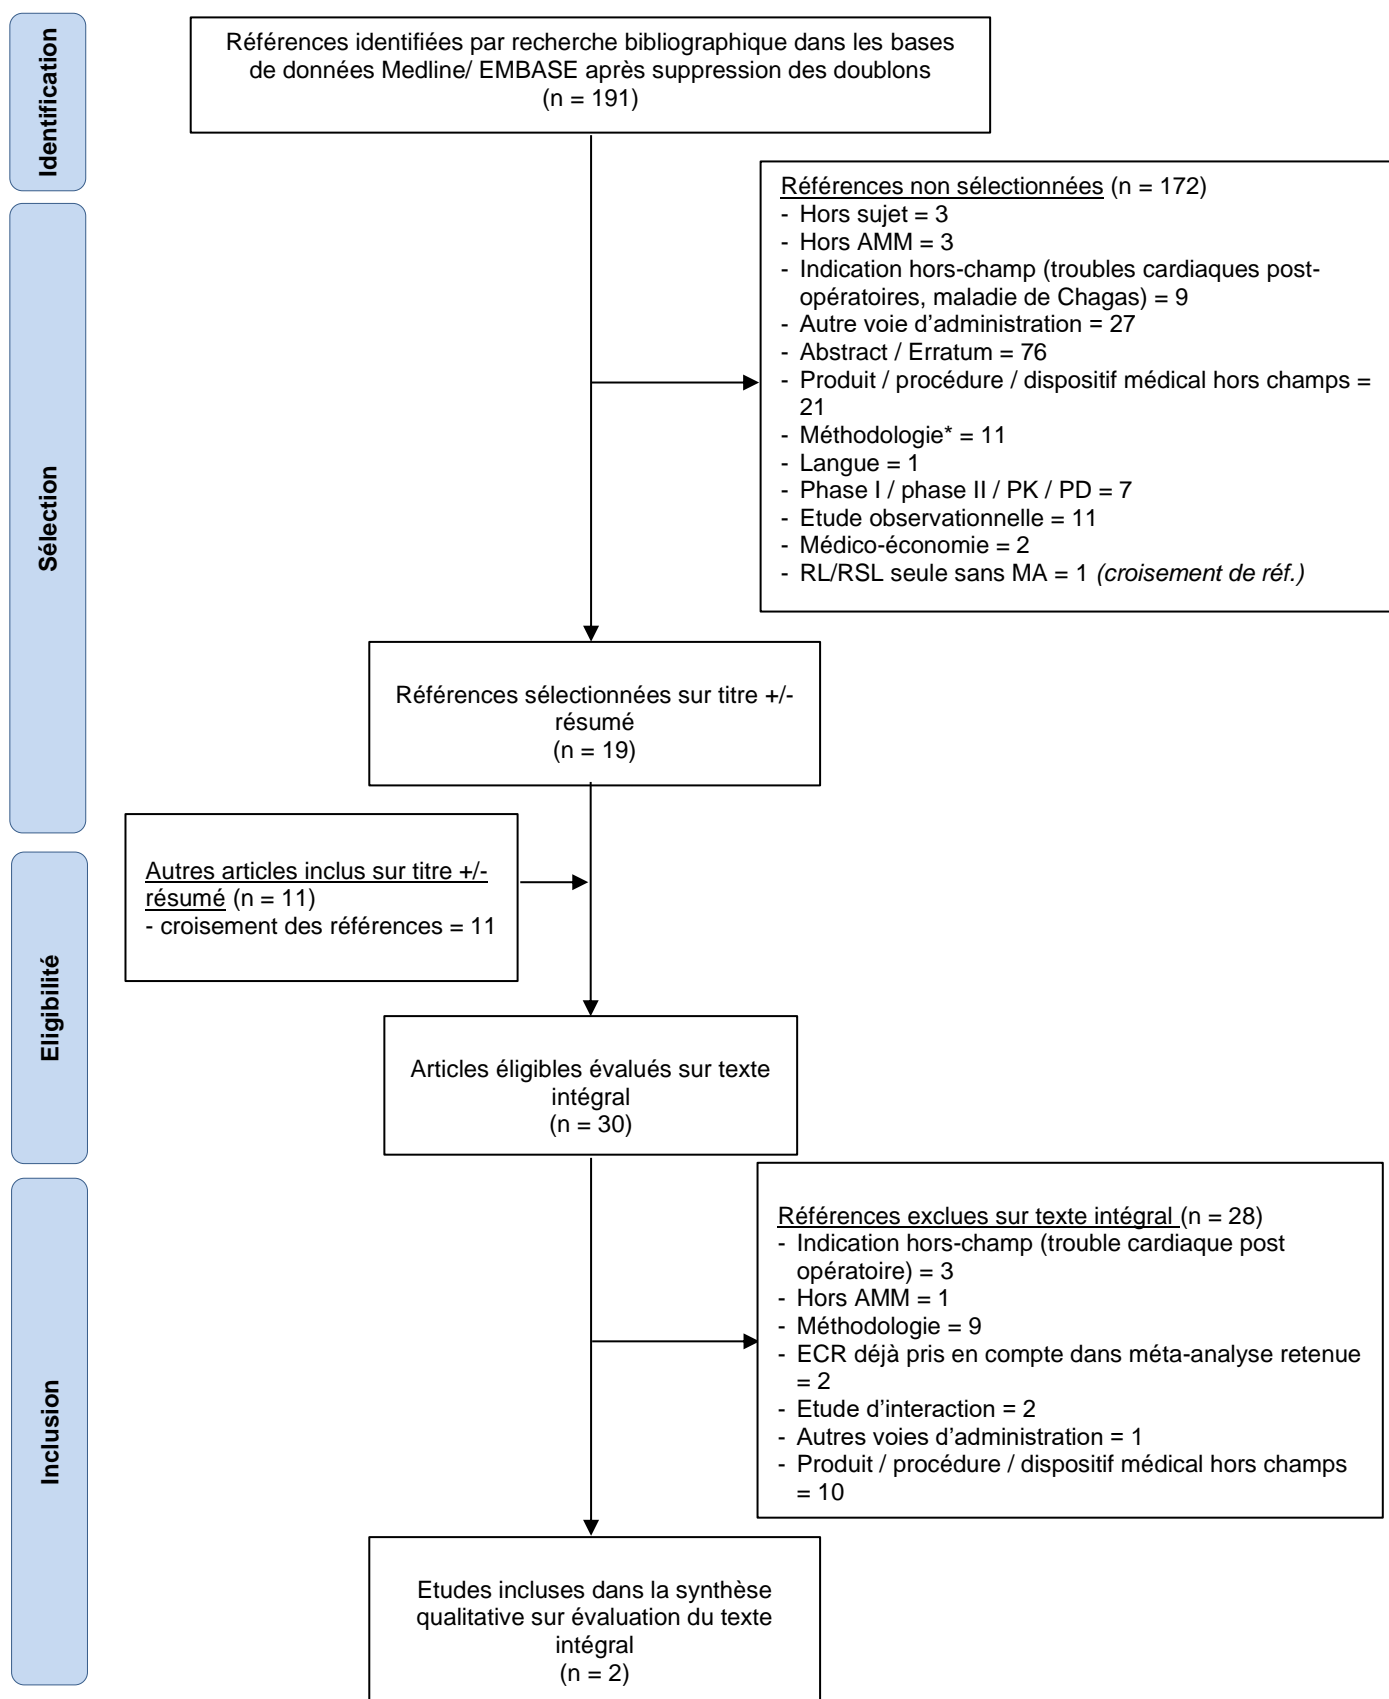 Identification
Références identifiées par recherche bibliographique dans les bases
de données Medline/ EMBASE après suppression des doublons
(n = 191)
Sélection
Références non sélectionnées (n = 172)
- Hors sujet = 3
- Hors AMM = 3
- Indication hors-champ (troubles cardiaques post-
opératoires, maladie de Chagas) = 9
- Autre voie d’administration = 27
- Abstract / Erratum = 76
- Produit / procédure / dispositif médical hors champs =
21
- Méthodologie* = 11
- Langue = 1
- Phase I / phase II / PK / PD = 7
- Etude observationnelle = 11
- Médico-économie = 2
- RL/RSL seule sans MA = 1 (croisement de réf.)
Références sélectionnées sur titre +/-
résumé
(n = 19)
Eligibilité
Autres articles inclus sur titre +/-
résumé (n = 11)
- croisement des références = 11
Articles éligibles évalués sur texte
intégral
(n = 30)
Inclusion
Références exclues sur texte intégral (n = 28)
- Indication hors-champ (trouble cardiaque post
opératoire) = 3
- Hors AMM = 1
- Méthodologie = 9
- ECR déjà pris en compte dans méta-analyse retenue
= 2
- Etude d’interaction = 2
- Autres voies d’administration = 1
- Produit / procédure / dispositif médical hors champs
= 10
Etudes incluses dans la synthèse
qualitative sur évaluation du texte
intégral
(n = 2)